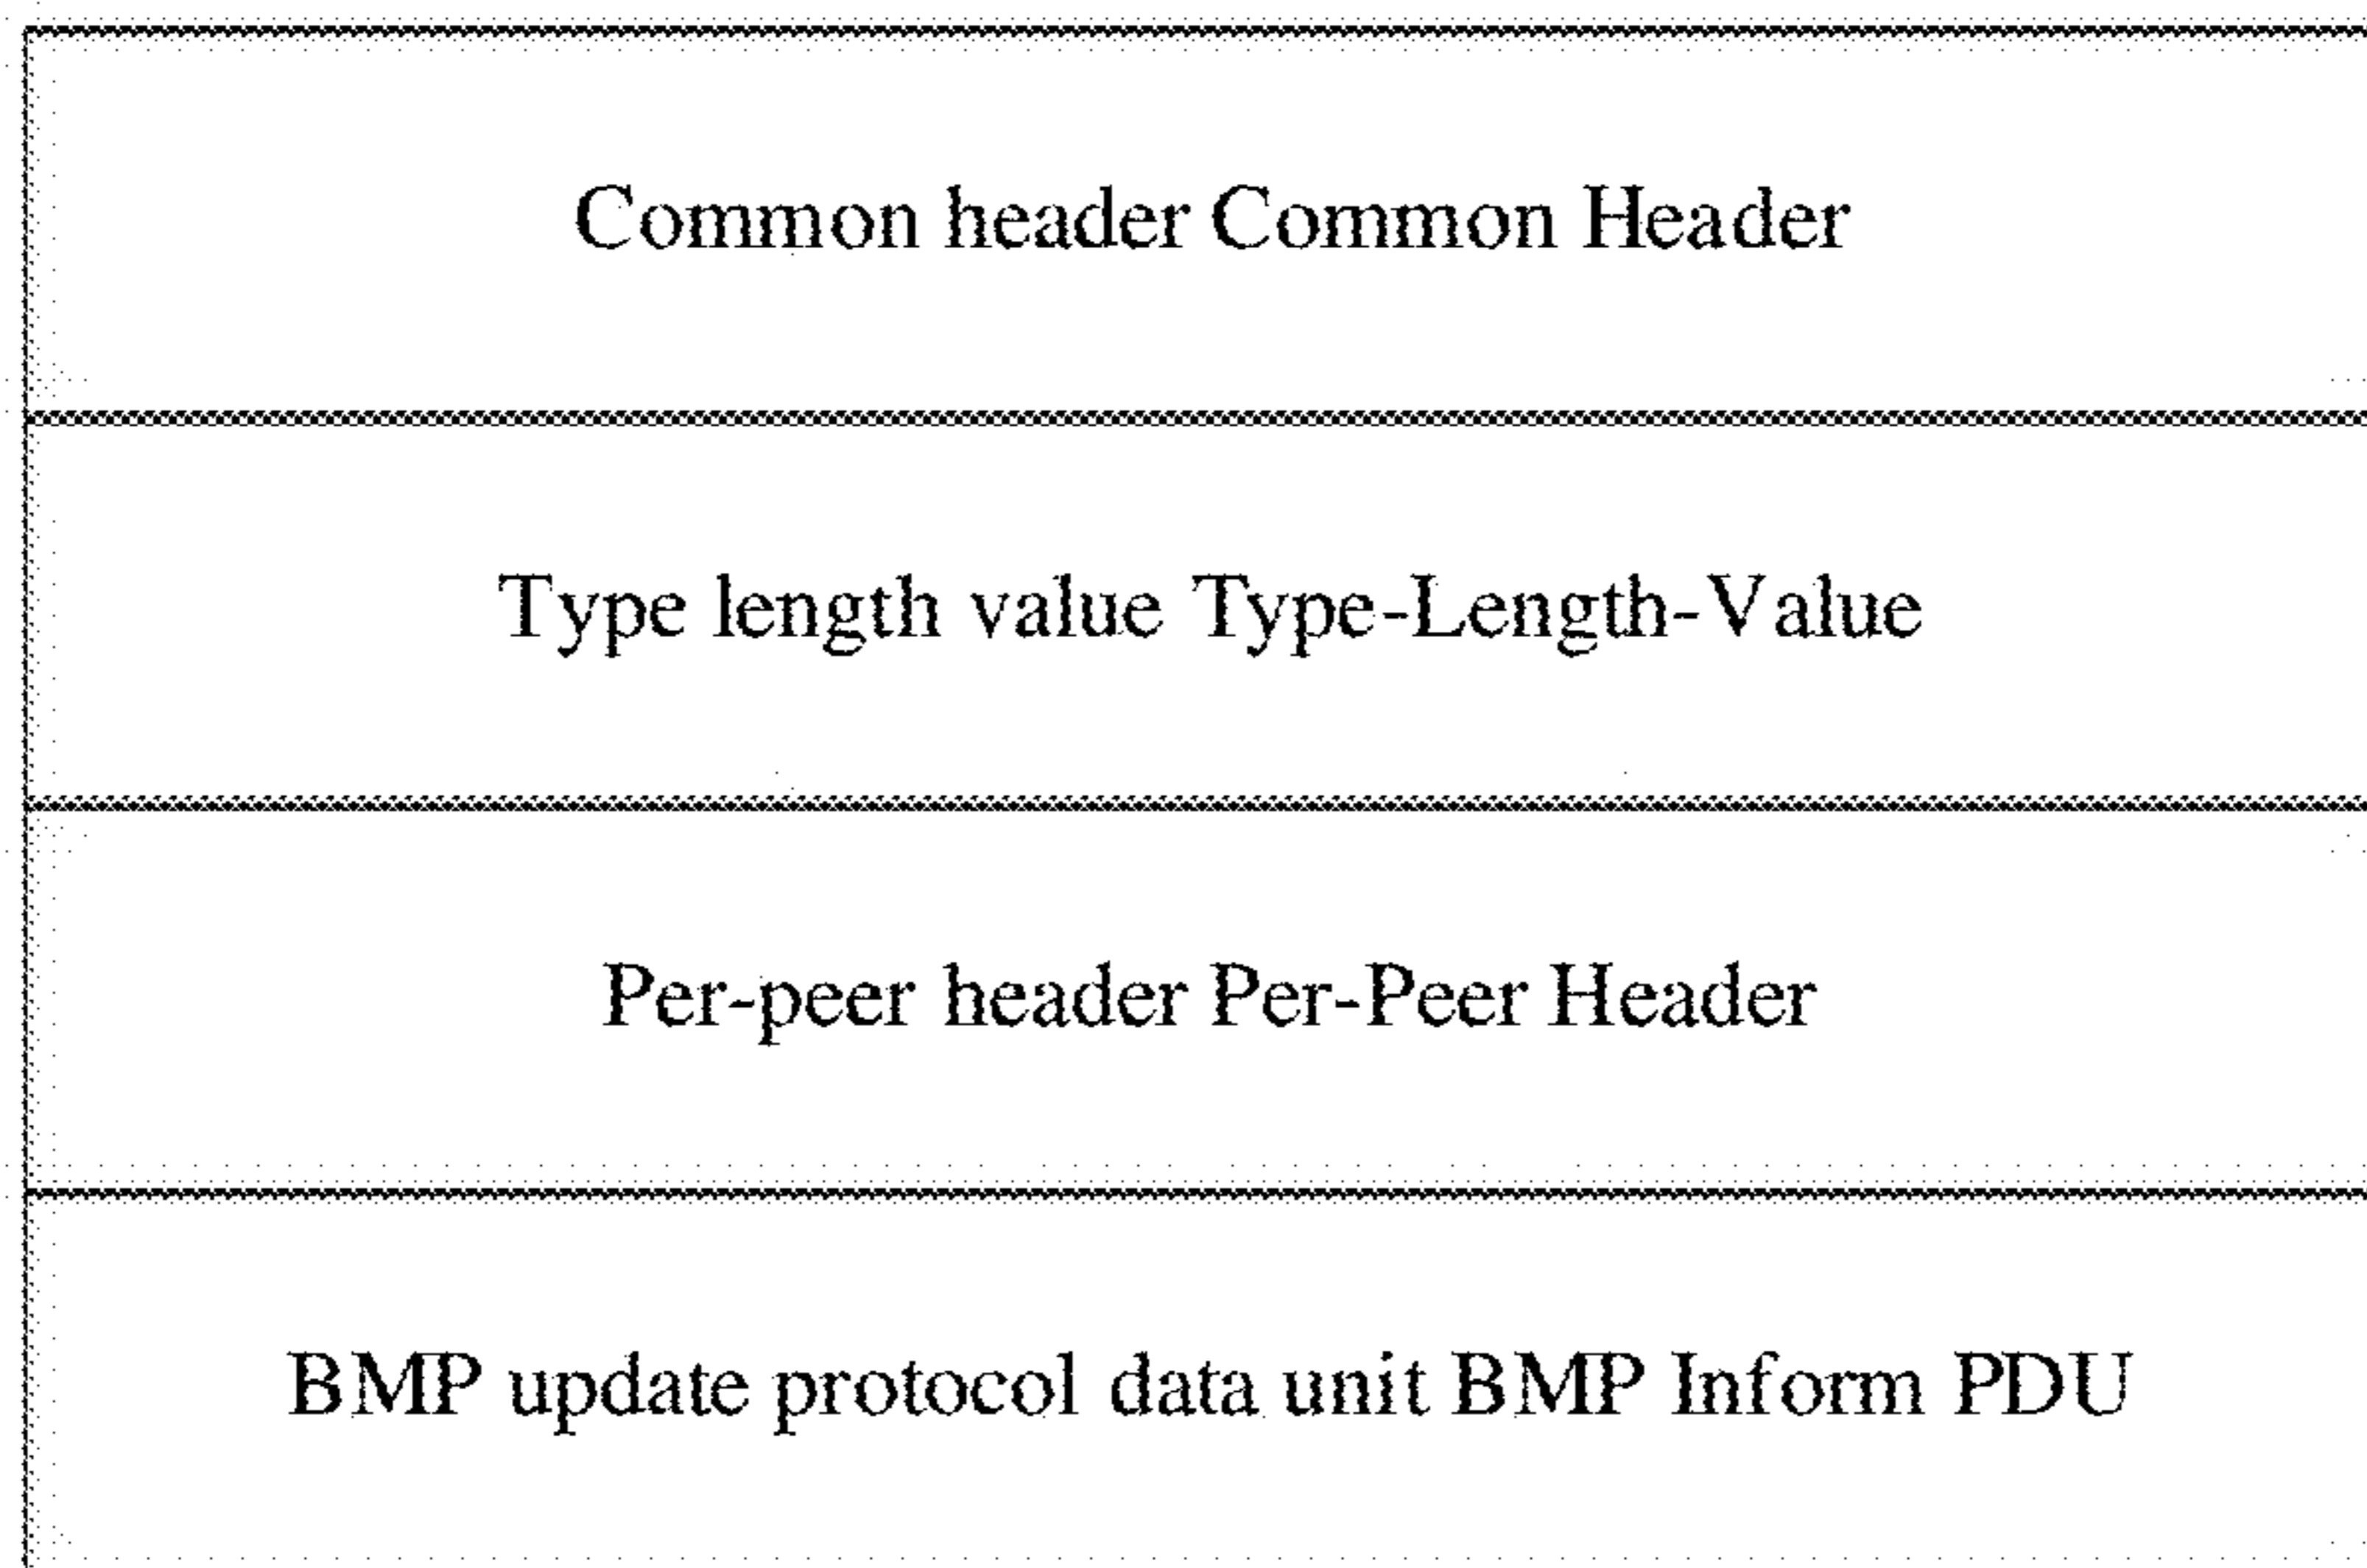 Common header Common Header
Type length value Type-Length-Value
Per-peer header Per-Peer Header
BMP update protocol data unit BMP Inform PDU